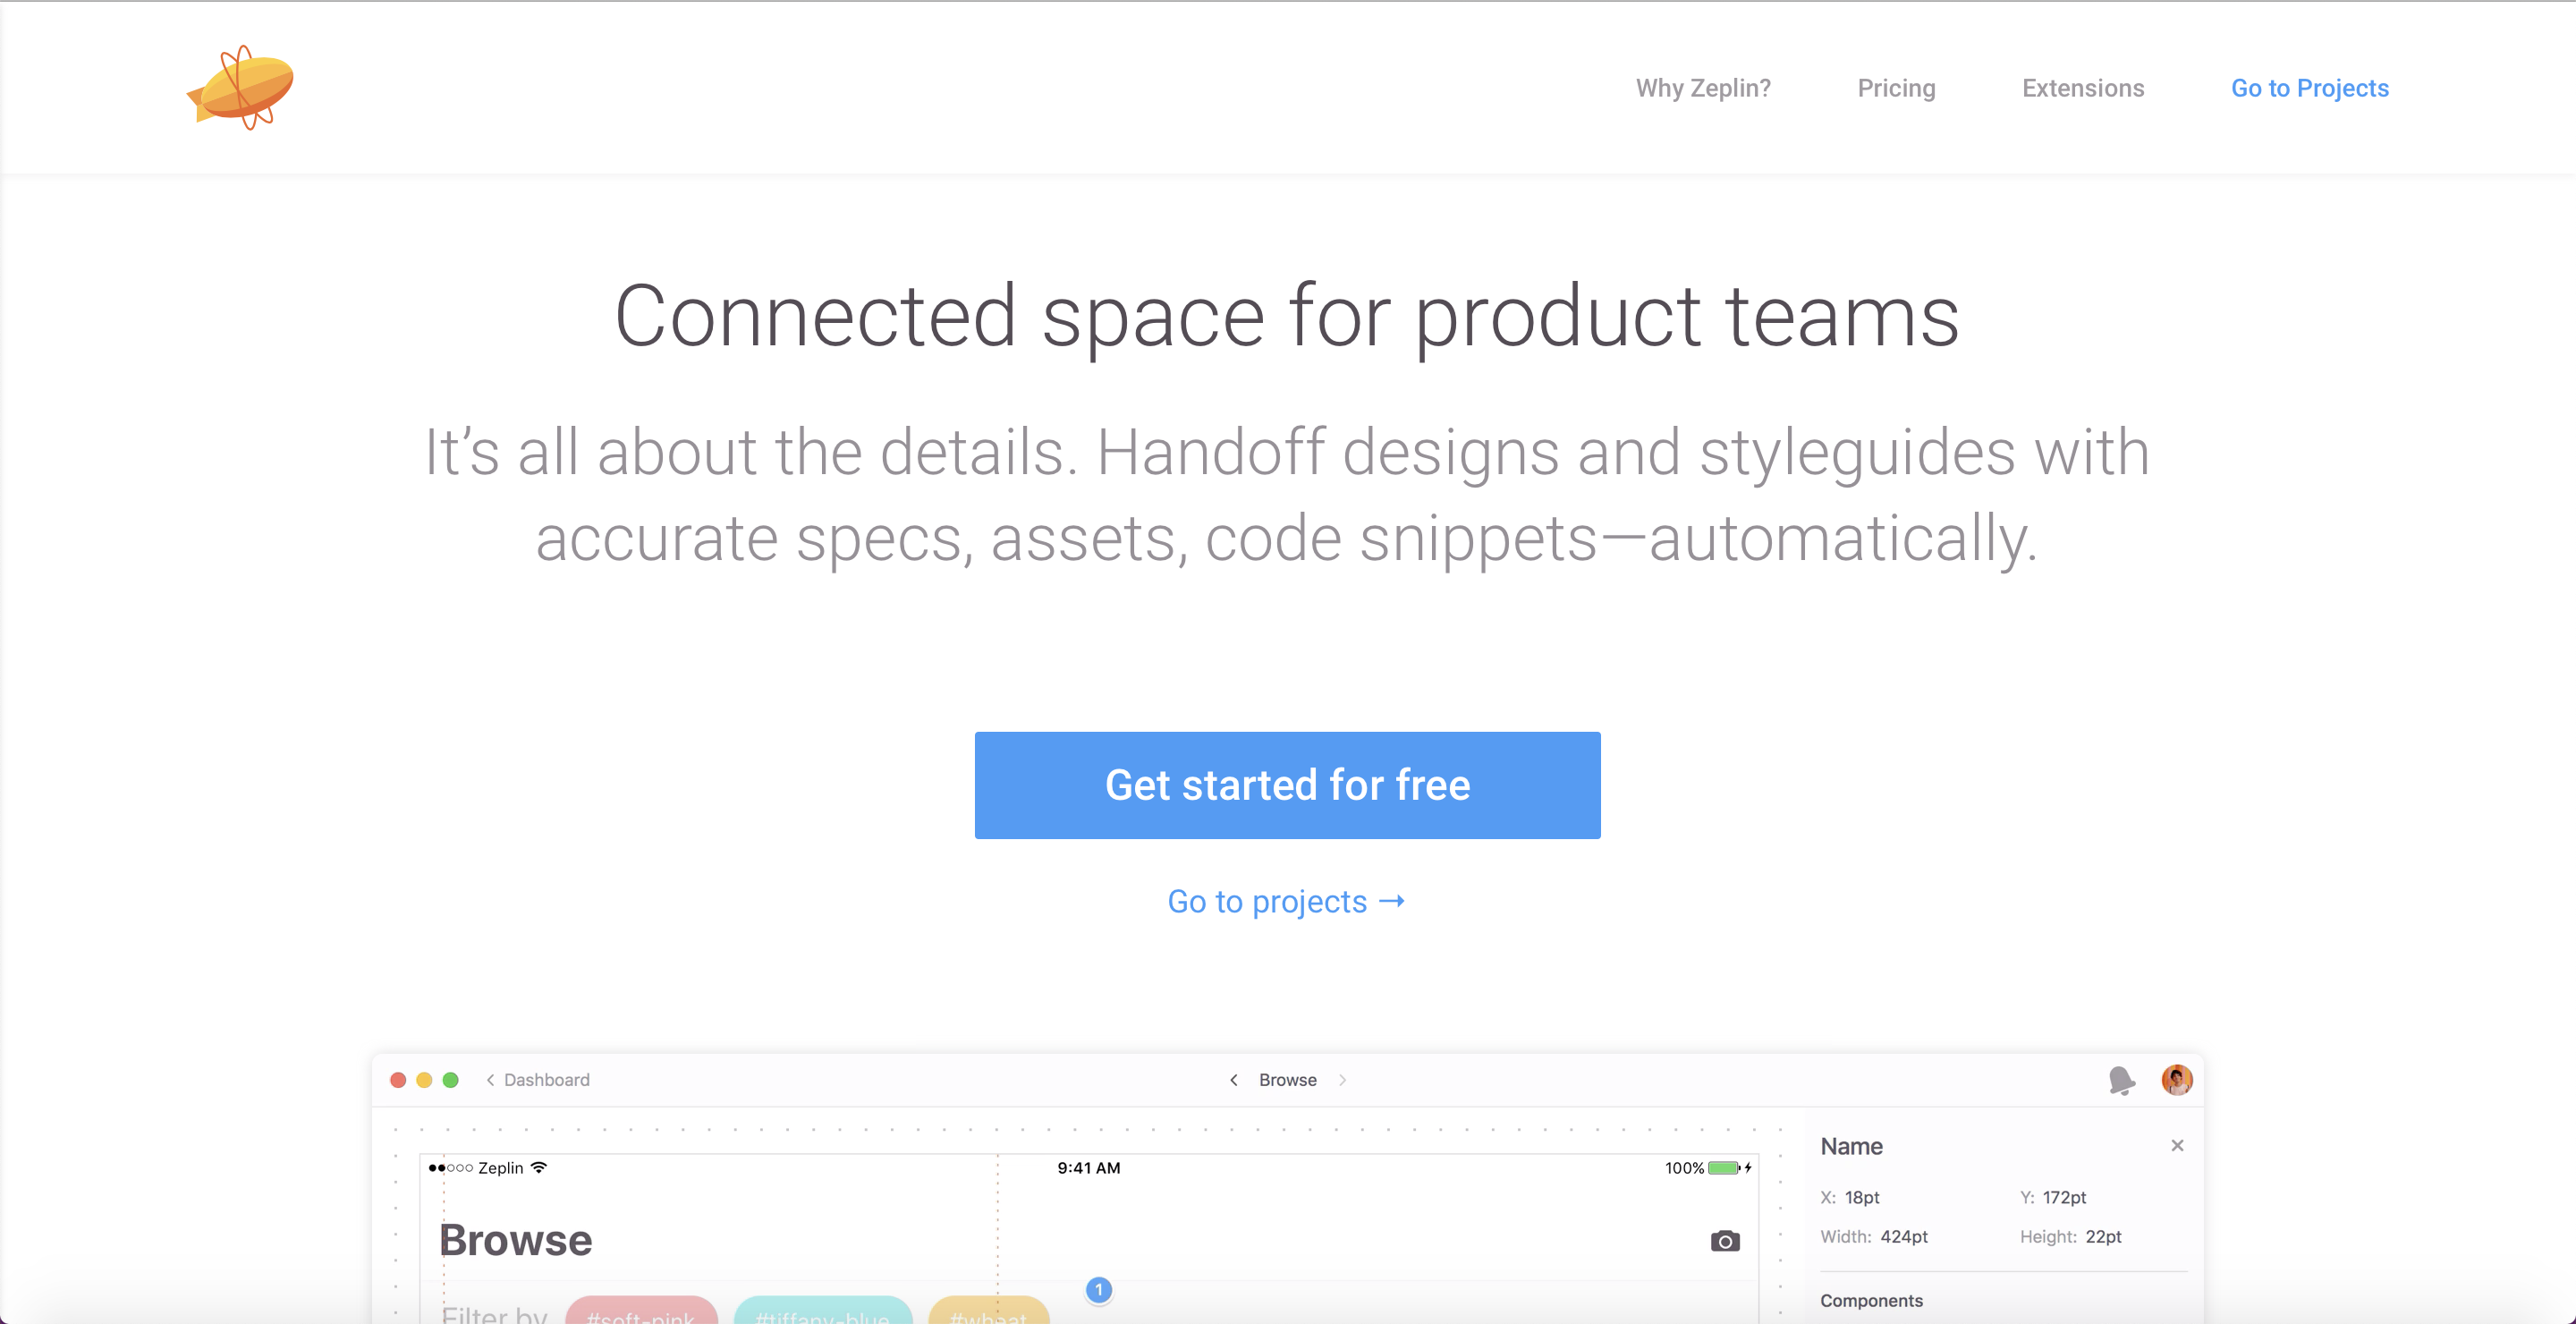 Why Zeplin? Pricing Extensions Go to Projects
Connected space for product teams
It’s all about the details. Handoff designs and styleguides with
accurate specs, assets, code snippets—automatically.
Get started for free
Go to projects →
Dashboard
Browse
Zeplin
9:41 AM
100%
Browse
1
Filter by #soft-pink #tiffany-blue #wheat
Name
X: 18pt Y: 172pt
Width: 424pt Height: 22pt
Components